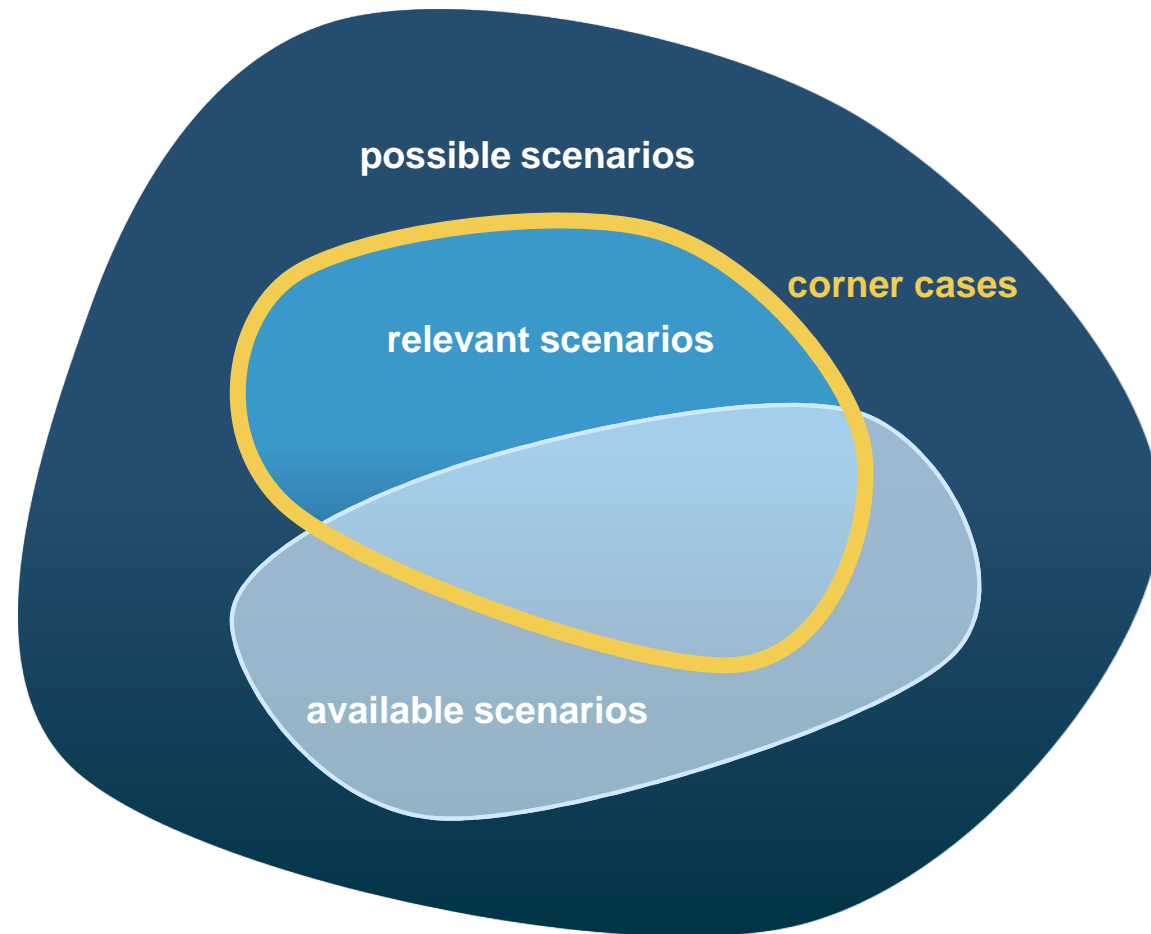 possible scenarios
corner cases
relevant scenarios
available scenarios